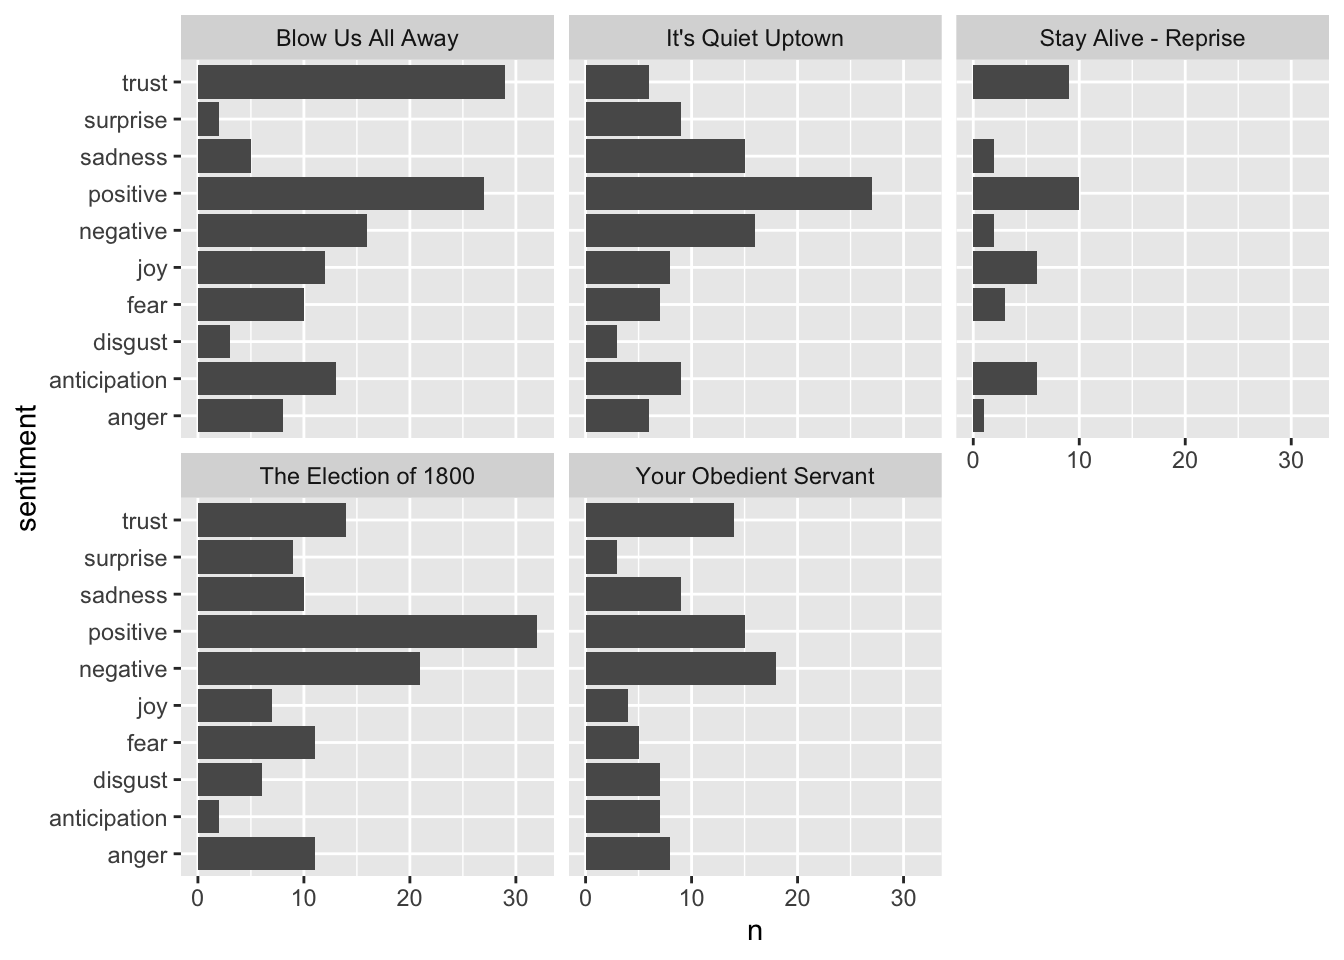 Blow Us All Away
It's Quiet Uptown
Stay Alive - Reprise
trust
surprise
sadness
positive
negative
joy
fear
disgust
anticipation
anger
0 10 20 30
The Election of 1800
Your Obedient Servant
trust
surprise
sadness
positive
negative
joy
fear
disgust
anticipation
anger
0 10 20 30
0 10 20 30
sentiment
n